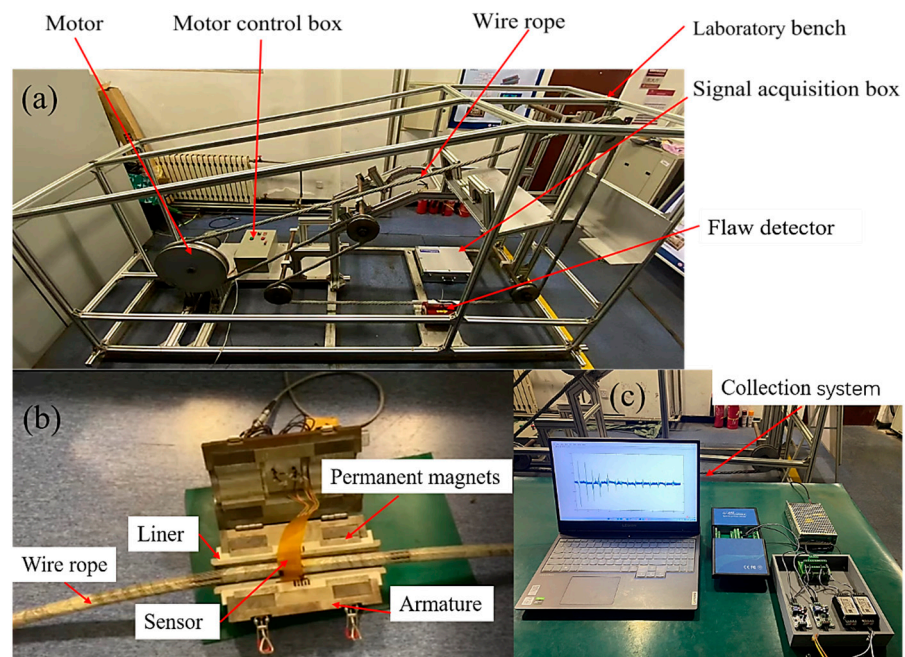 Motor
Motor control box
Wire rope
Laboratory bench
(a)
Signal acquisition box
Flaw detector
(b)
(c)
Collection system
Permanent magnets
Liner
Wire rope
Sensor
Armature